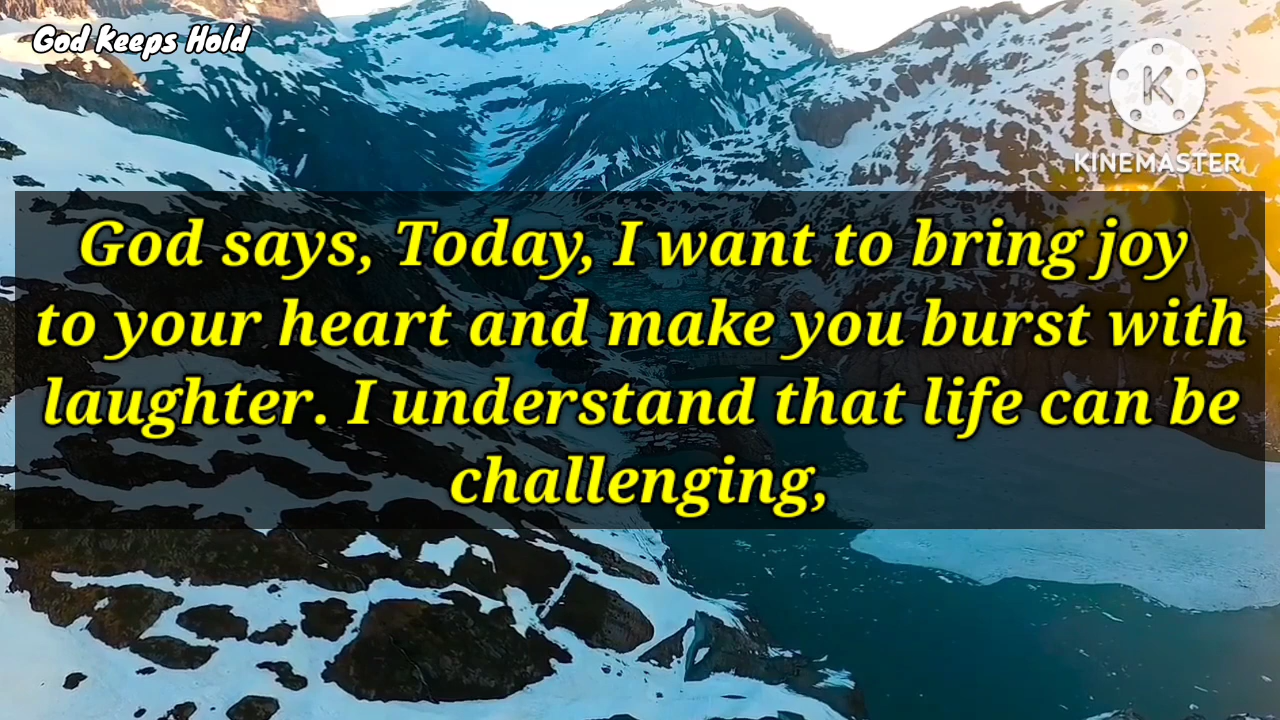 God Keeps Hold
K
KINEMASTER
God says, Today, I want to bring joy
to your heart and make you burst with
laughter. I understand that life can be
challenging,